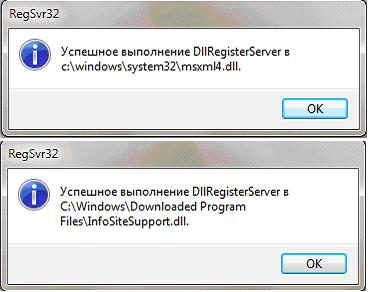 RegSvr32
Успешное выполнение DllRegisterServer в
c:\windows\system32\msxml4.dll.
OK
RegSvr32
Успешное выполнение DllRegisterServer в
C:\Windows\Downloaded Program
Files\InfoSiteSupport.dll.
OK